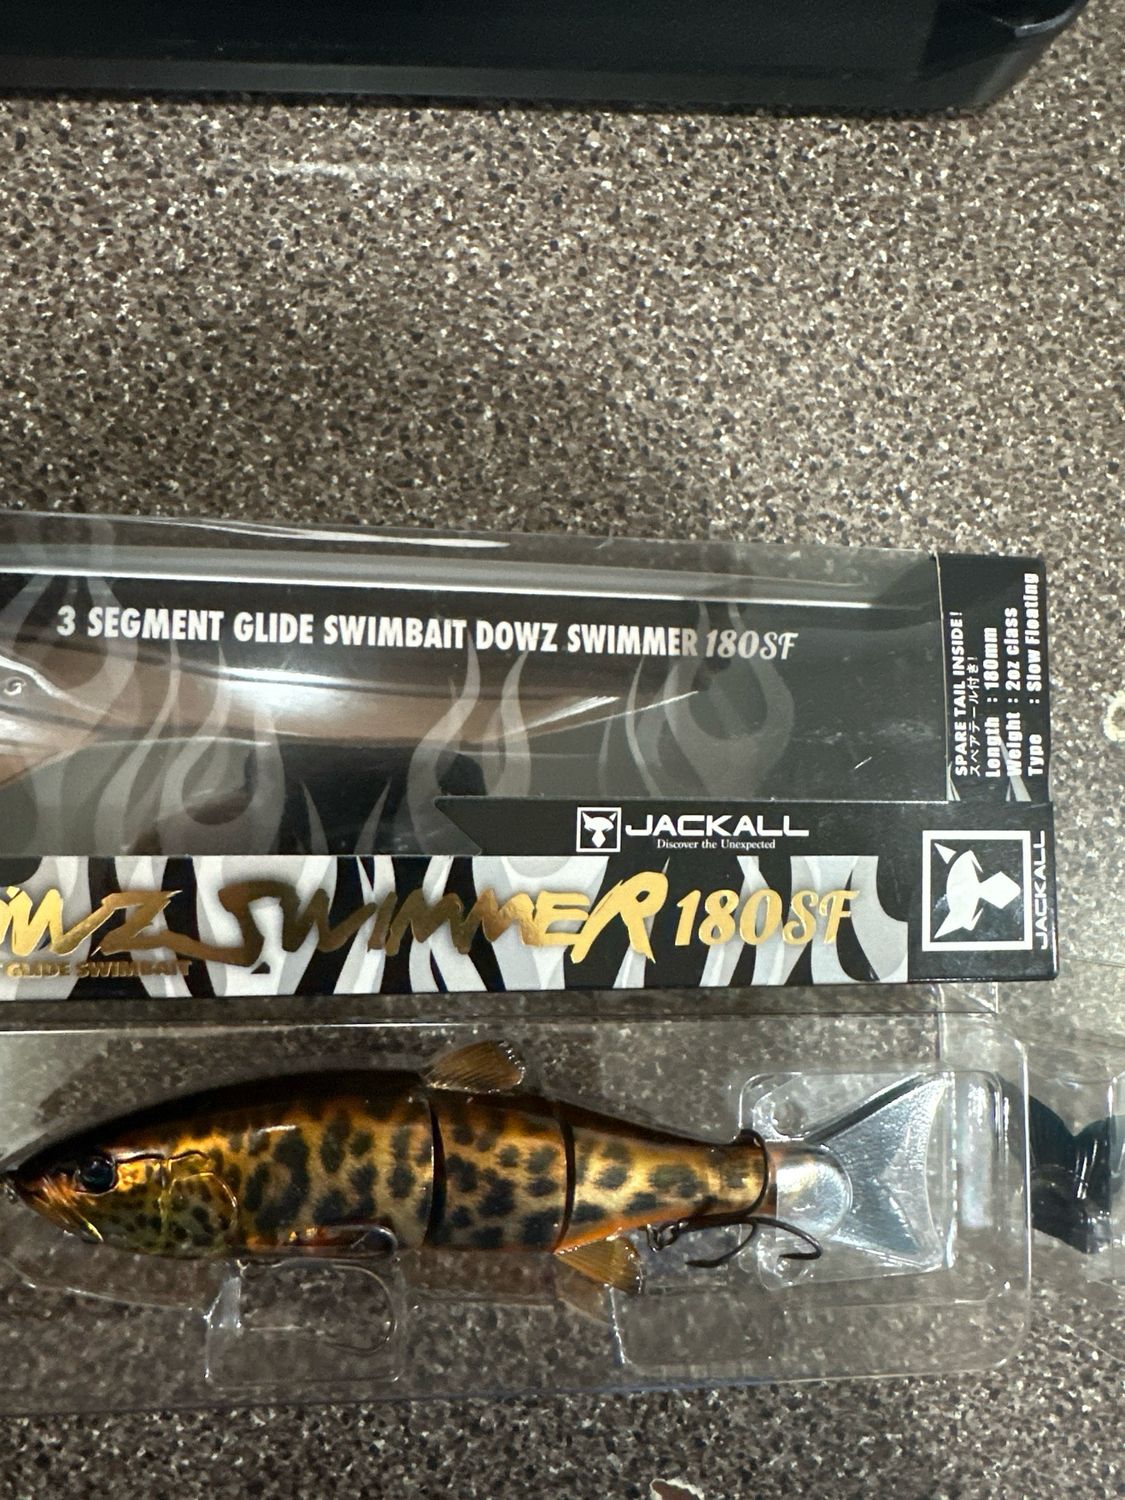 3 SEGMENT GLIDE SWIMBAIT DOWZ SWIMMER 180SF
SPARE TAIL INSIDE!
スペアテール付き!
Length : 180mm
Weight : 2oz class
Type : Slow Floating
JACKALL
Discover the Unexpected
SWIMMER 180SF
GLIDE SWIMBAIT
JACKALL